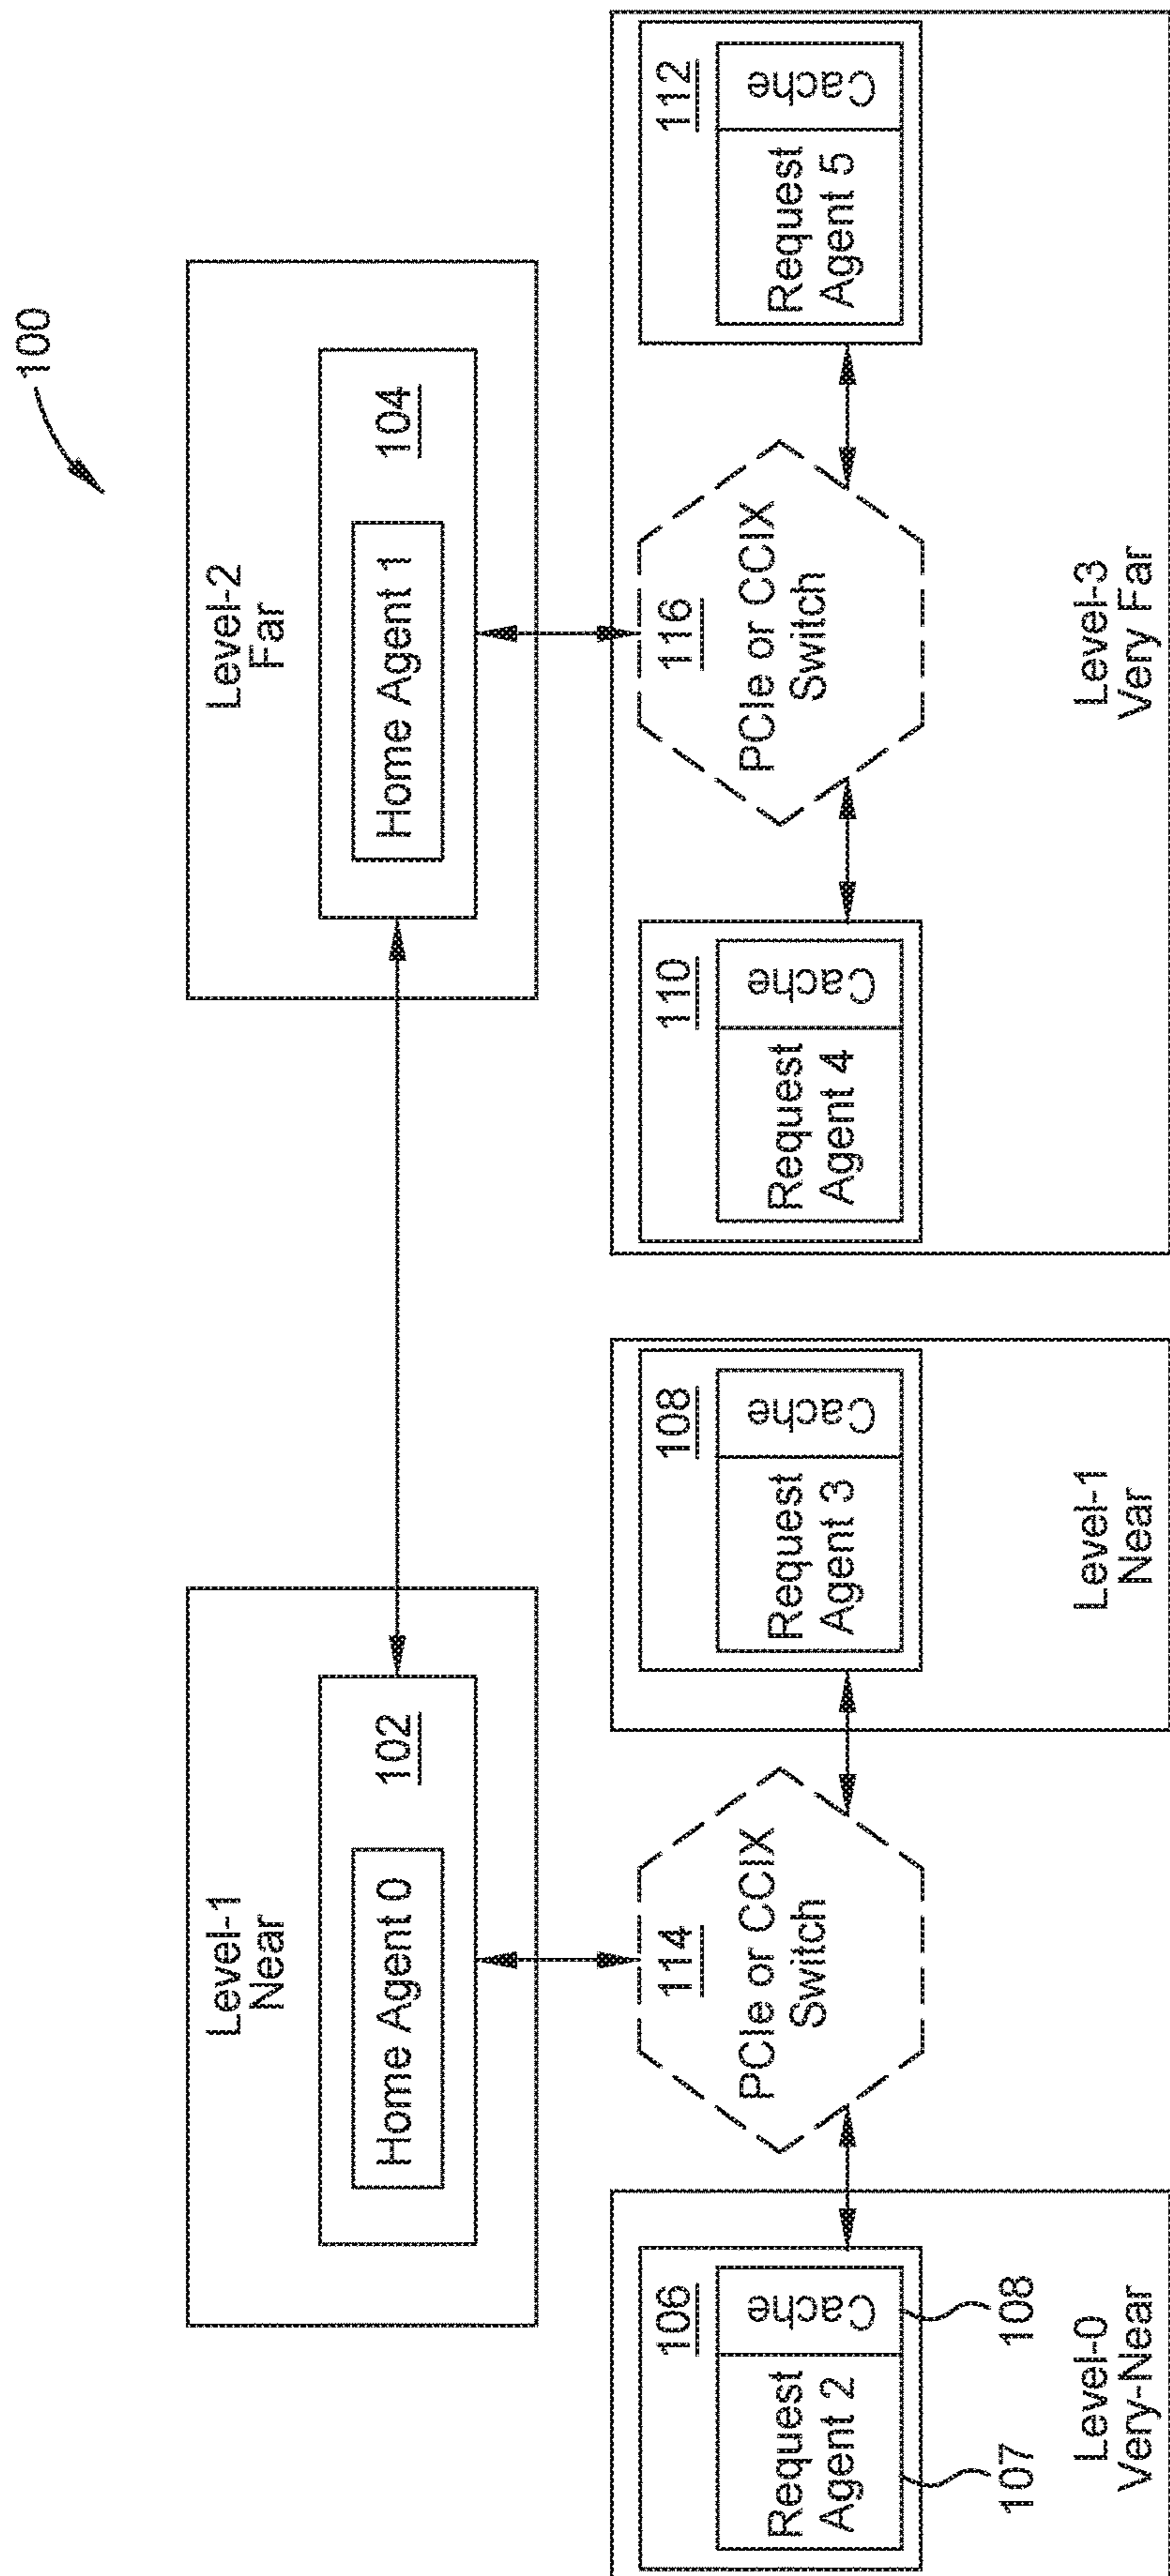 100
Level-1
Near
Home Agent 0
102
Level-2
Far
Home Agent 1
104
106
Request
Agent 2
Cache
107
108
Level-0
Very-Near
114
PCIe or CCIX
Switch
108
Request
Agent 3
Cache
Level-1
Near
110
Request
Agent 4
Cache
116
PCIe or CCIX
Switch
112
Request
Agent 5
Cache
Level-3
Very Far